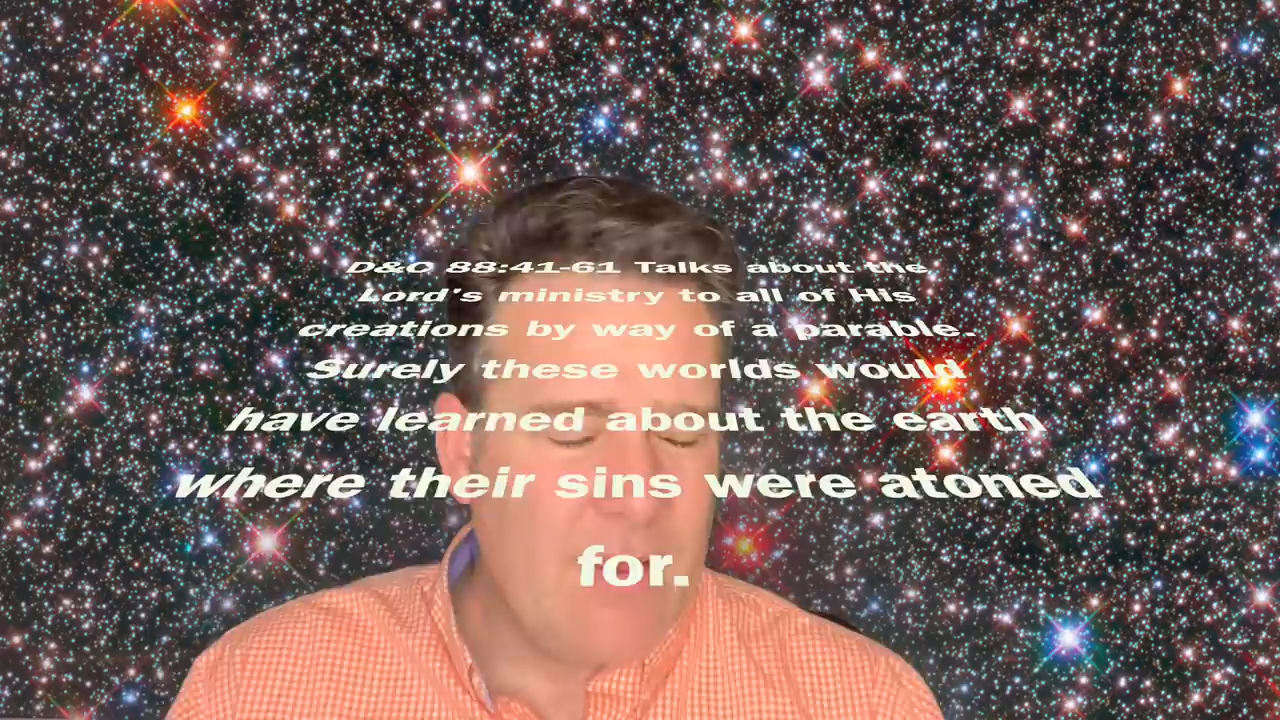 D&C 88:41-61 Talks about the
Lord's ministry to all of His
creations by way of a parable.
Surely these worlds would
have learned about the earth
where their sins were atoned
for.